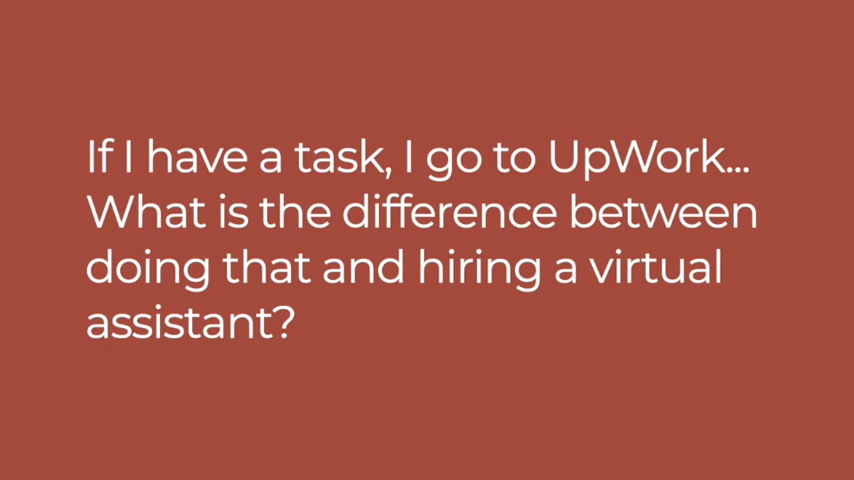 If I have a task, I go to UpWork...
What is the difference between
doing that and hiring a virtual
assistant?